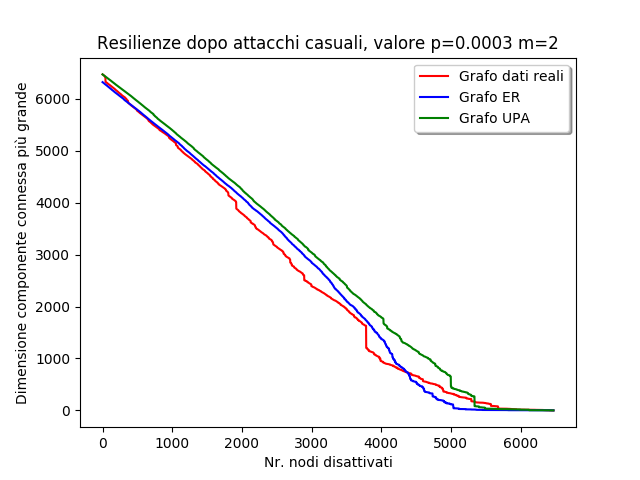 Resilienze dopo attacchi casuali, valore p=0.0003 m=2
Grafo dati reali
Grafo ER
Grafo UPA
Dimensione componente connessa più grande
6000
5000
4000
3000
2000
1000
0
0 1000 2000 3000 4000 5000 6000
Nr. nodi disattivati